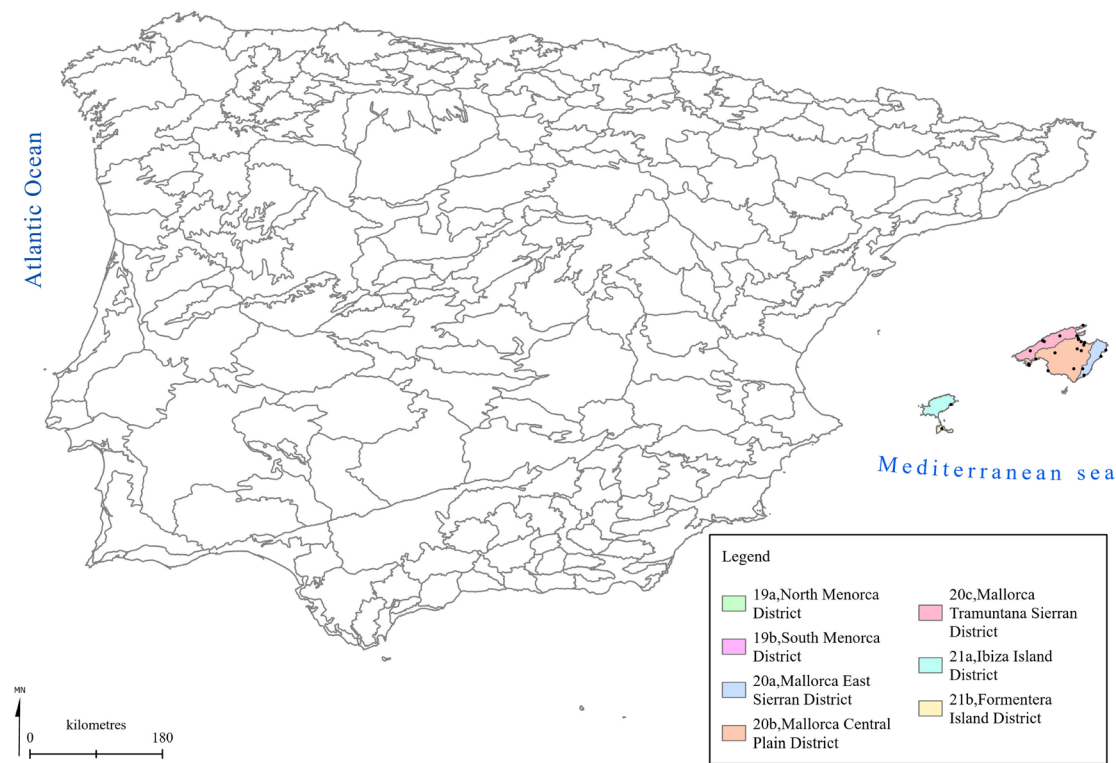 Atlantic Ocean
Mediterranean sea
MN
kilometres
0
180
Legend
19a,North Menorca
District
19b,South Menorca
District
20a,Mallorca East
Sierran District
20b,Mallorca Central
Plain District
20c,Mallorca
Tramuntana Sierran
District
21a,Ibiza Island
District
21b,Formentera
Island District